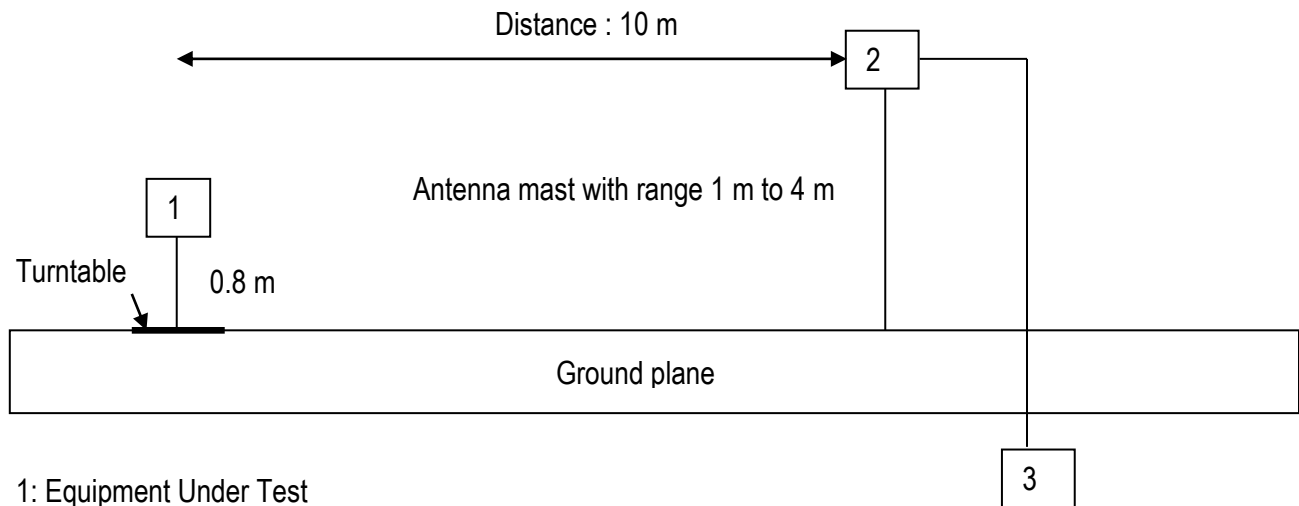 Distance : 10 m
2
Antenna mast with range 1 m to 4 m
1
Turntable
0.8 m
Ground plane
3
1: Equipment Under Test